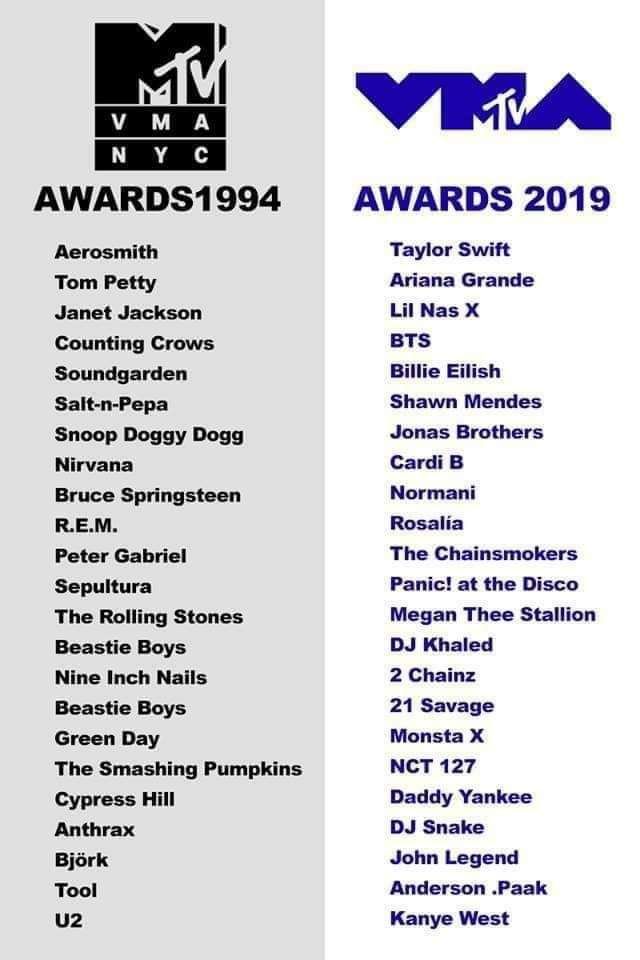 MTV
VMA
NYC
AWARDS1994
Aerosmith
Tom Petty
Janet Jackson
Counting Crows
Soundgarden
Salt-n-Pepa
Snoop Doggy Dogg
Nirvana
Bruce Springsteen
R.E.M.
Peter Gabriel
Sepultura
The Rolling Stones
Beastie Boys
Nine Inch Nails
Beastie Boys
Green Day
The Smashing Pumpkins
Cypress Hill
Anthrax
Björk
Tool
U2
VMA MTV
AWARDS 2019
Taylor Swift
Ariana Grande
Lil Nas X
BTS
Billie Eilish
Shawn Mendes
Jonas Brothers
Cardi B
Normani
Rosalía
The Chainsmokers
Panic! at the Disco
Megan Thee Stallion
DJ Khaled
2 Chainz
21 Savage
Monsta X
NCT 127
Daddy Yankee
DJ Snake
John Legend
Anderson .Paak
Kanye West